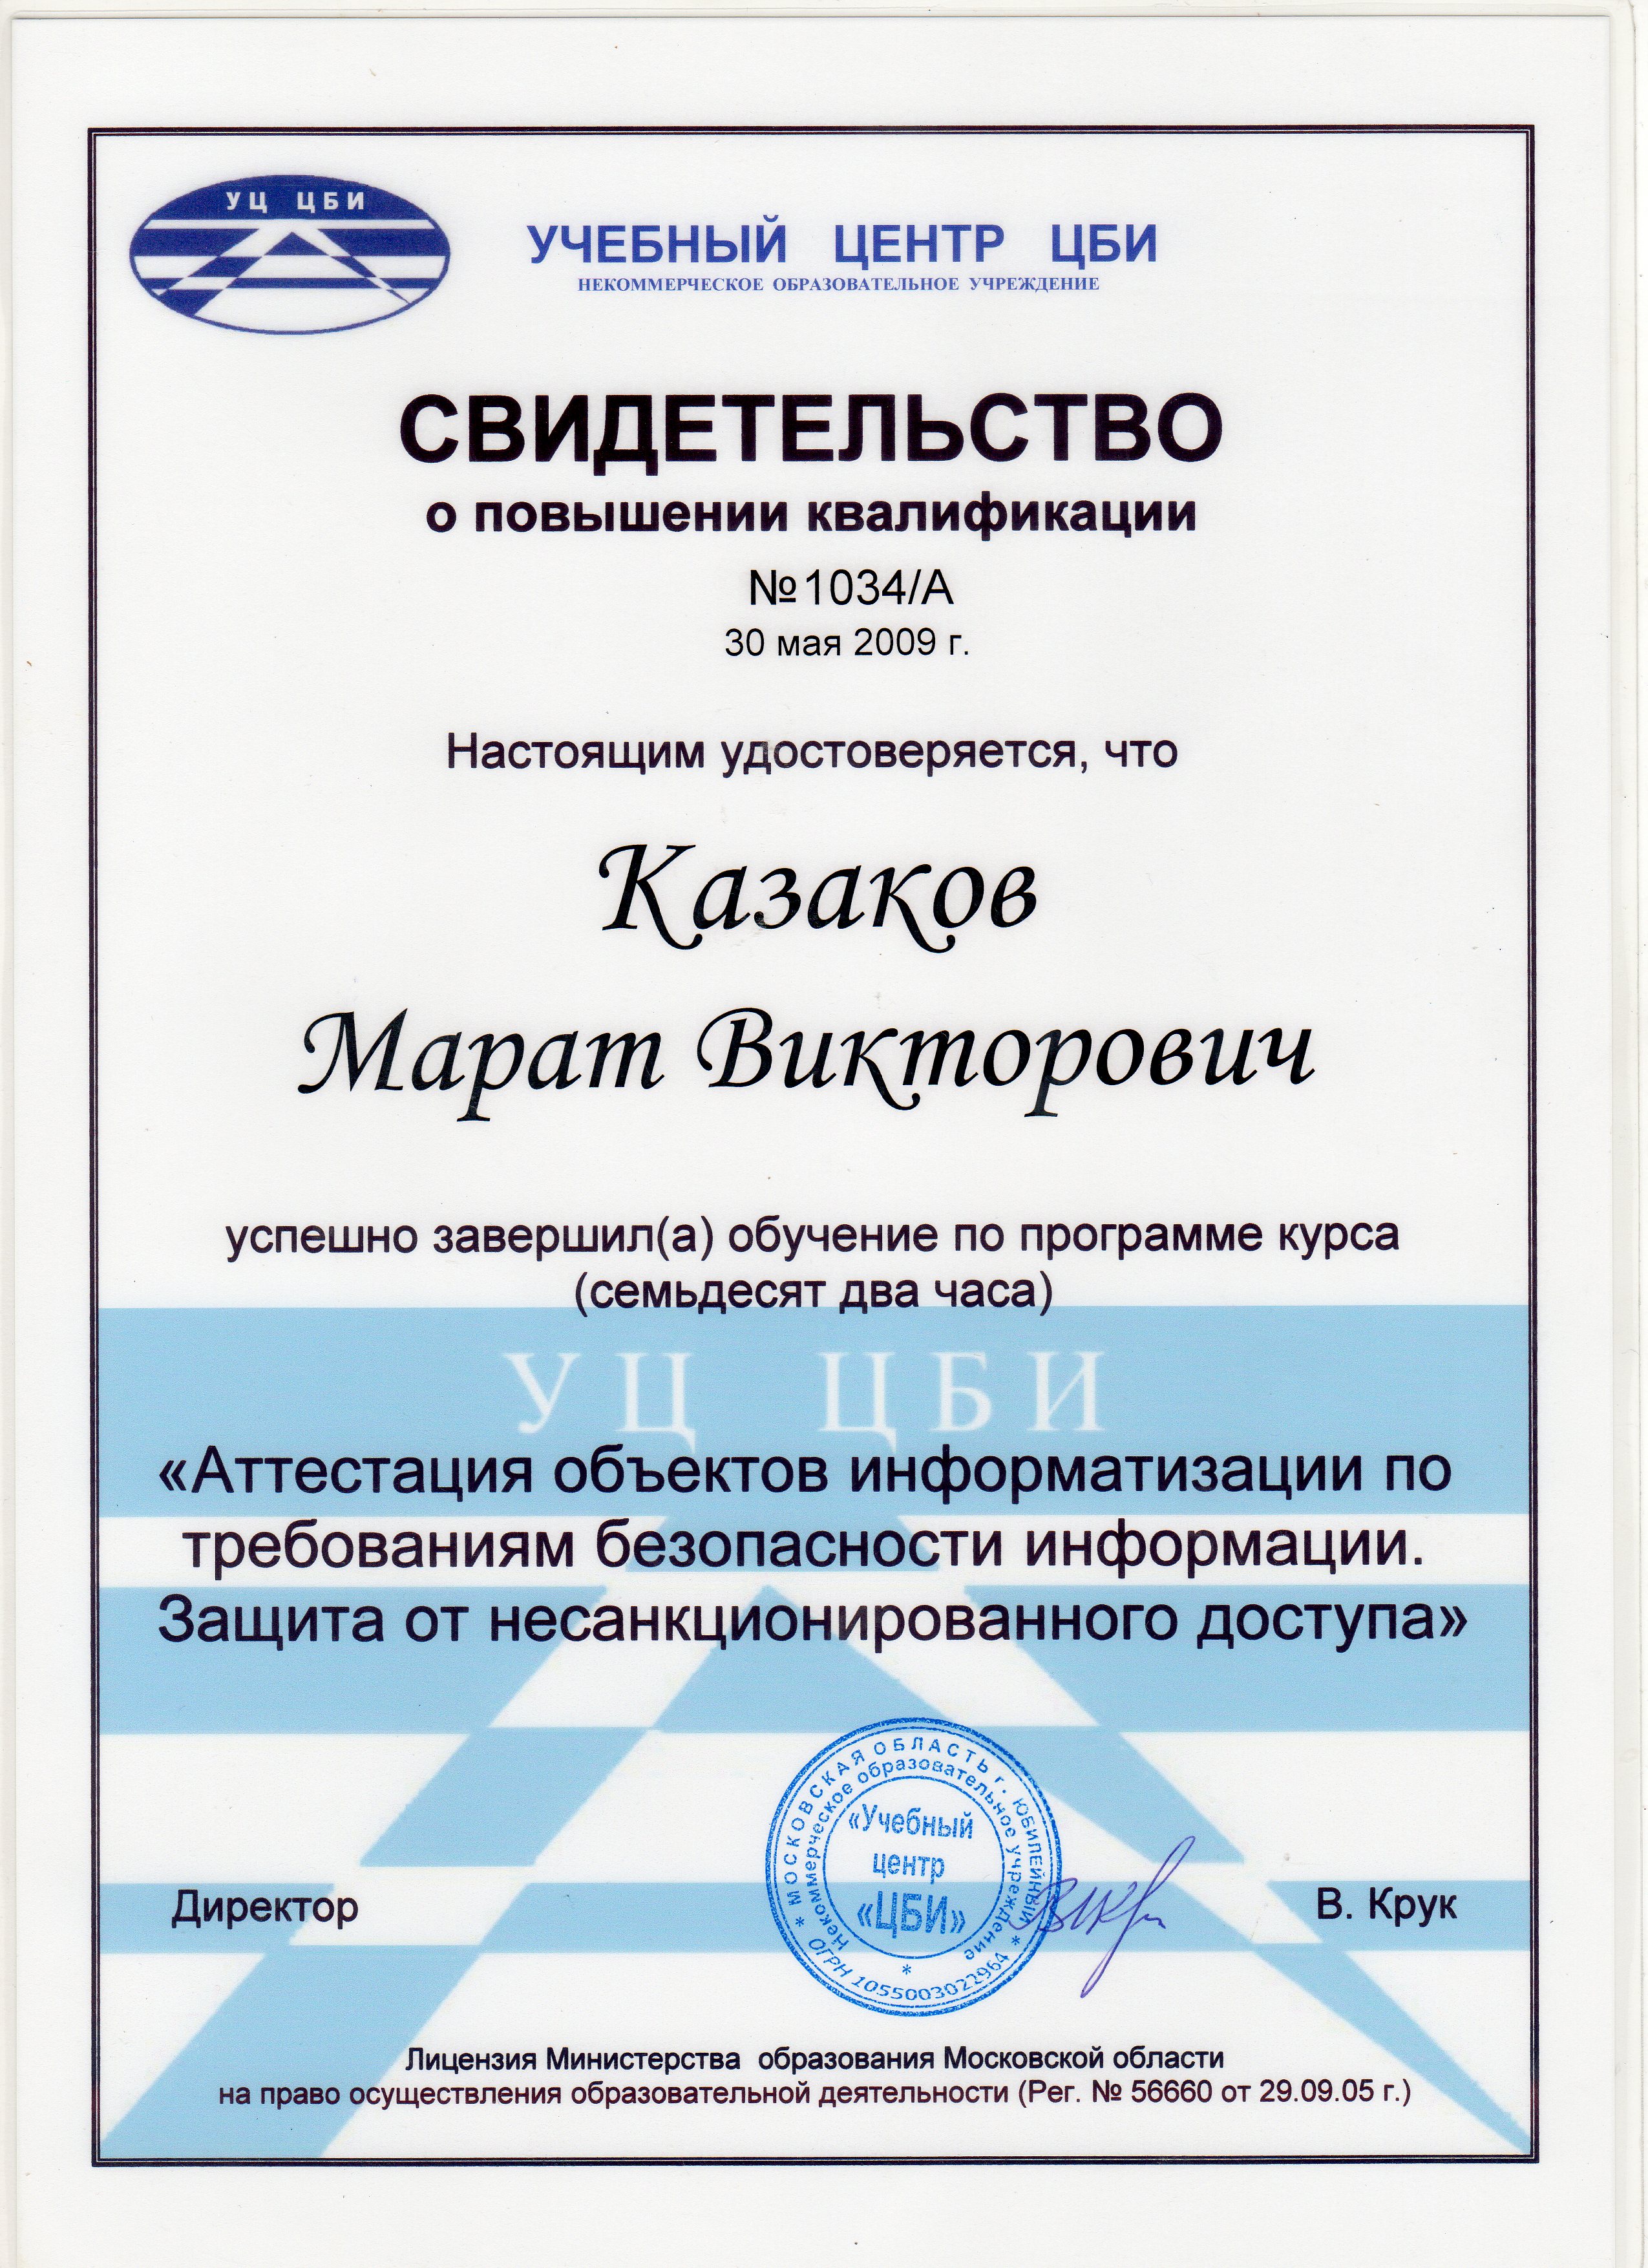 УЦ ЦБИ
УЧЕБНЫЙ ЦЕНТР ЦБИ
НЕКОММЕРЧЕСКОЕ ОБРАЗОВАТЕЛЬНОЕ УЧРЕЖДЕНИЕ
СВИДЕТЕЛЬСТВО
о повышении квалификации
№1034/А
30 мая 2009 г.
Настоящим удостоверяется, что
Казаков
Марат Викторович
успешно завершил(а) обучение по программе курса
(семьдесят два часа)
УЦ ЦБИ
«Аттестация объектов информатизации по
требованиям безопасности информации.
Защита от несанкционированного доступа»
* МОСКОВСКАЯ ОБЛАСТЬ г. ЮБИЛЕЙНЫЙ *
ОГРН 1055003022964
Некоммерческое образовательное учреждение
*
«Учебный
центр
«ЦБИ»
Директор
В. Крук
Лицензия Министерства образования Московской области
на право осуществления образовательной деятельности (Рег. № 56660 от 29.09.05 г.)